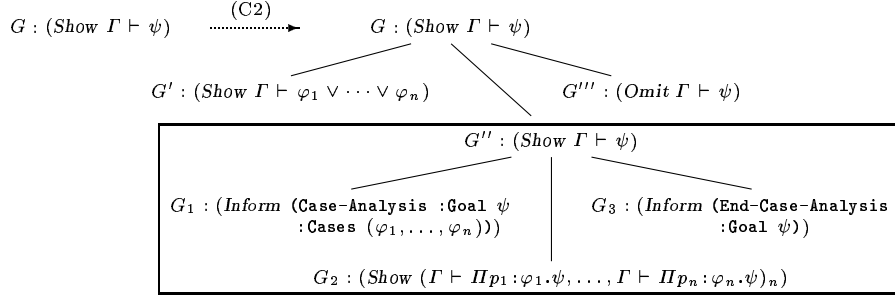 (C2)
G : (Show Γ ⊢ ψ) G : (Show Γ ⊢ ψ)
G′ : (Show Γ ⊢ φ₁ ∨ ··· ∨ φₙ) G‴ : (Omit Γ ⊢ ψ)
G″ : (Show Γ ⊢ ψ)
G₁ : (Inform (Case-Analysis :Goal ψ G₃ : (Inform (End-Case-Analysis
:Cases (φ₁,...,φₙ))) :Goal ψ))
G₂ : (Show (Γ ⊢ Πp₁:φ₁.ψ,...,Γ ⊢ Πpₙ:φₙ.ψ)ₙ)